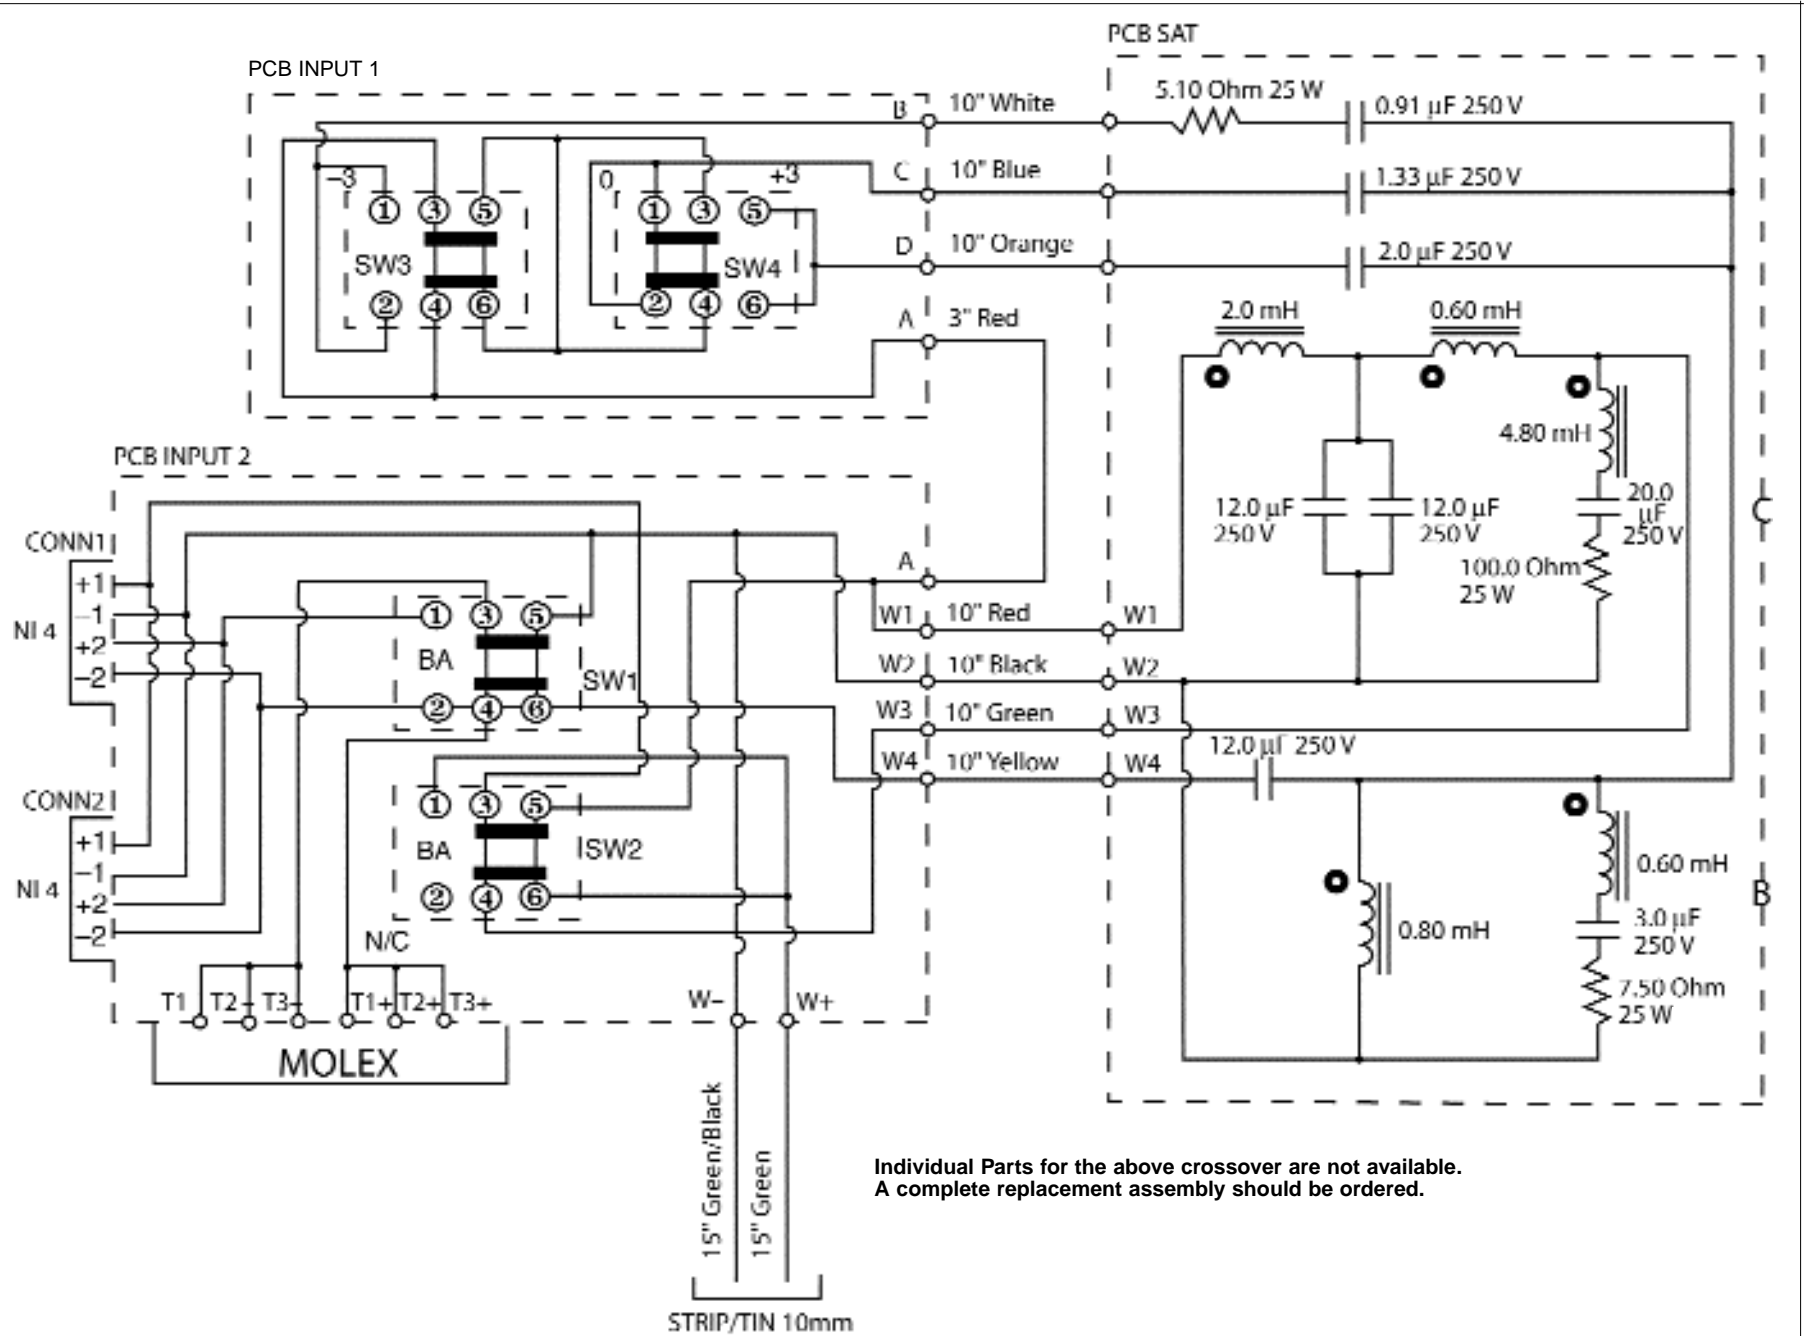 PCB SAT
PCB INPUT 1
B 10" White
5.10 Ohm 25 W
0.91 µF 250 V
C 10" Blue
1.33 µF 250 V
D 10" Orange
2.0 µF 250 V
A 3" Red
–3
1 3 5
SW3
2 4 6
0
+3
1 3 5
SW4
2 4 6
2.0 mH
0.60 mH
4.80 mH
12.0 µF
250 V
12.0 µF
250 V
20.0
µF
250 V
100.0 Ohm
25 W
C
PCB INPUT 2
CONN1
+1
–1
+2
–2
NI 4
1 3 5
BA
SW1
2 4 6
A
W1 10" Red W1
W2 10" Black W2
W3 10" Green W3
W4 10" Yellow W4
12.0 µF 250 V
CONN2
+1
–1
+2
–2
NI 4
1 3 5
BA
SW2
2 4 6
N/C
0.80 mH
0.60 mH
3.0 µF
250 V
7.50 Ohm
25 W
B
T1 T2– T3– T1+ T2+ T3+
MOLEX
W– W+
15" Green/Black
15" Green
STRIP/TIN 10mm
Individual Parts for the above crossover are not available.
A complete replacement assembly should be ordered.